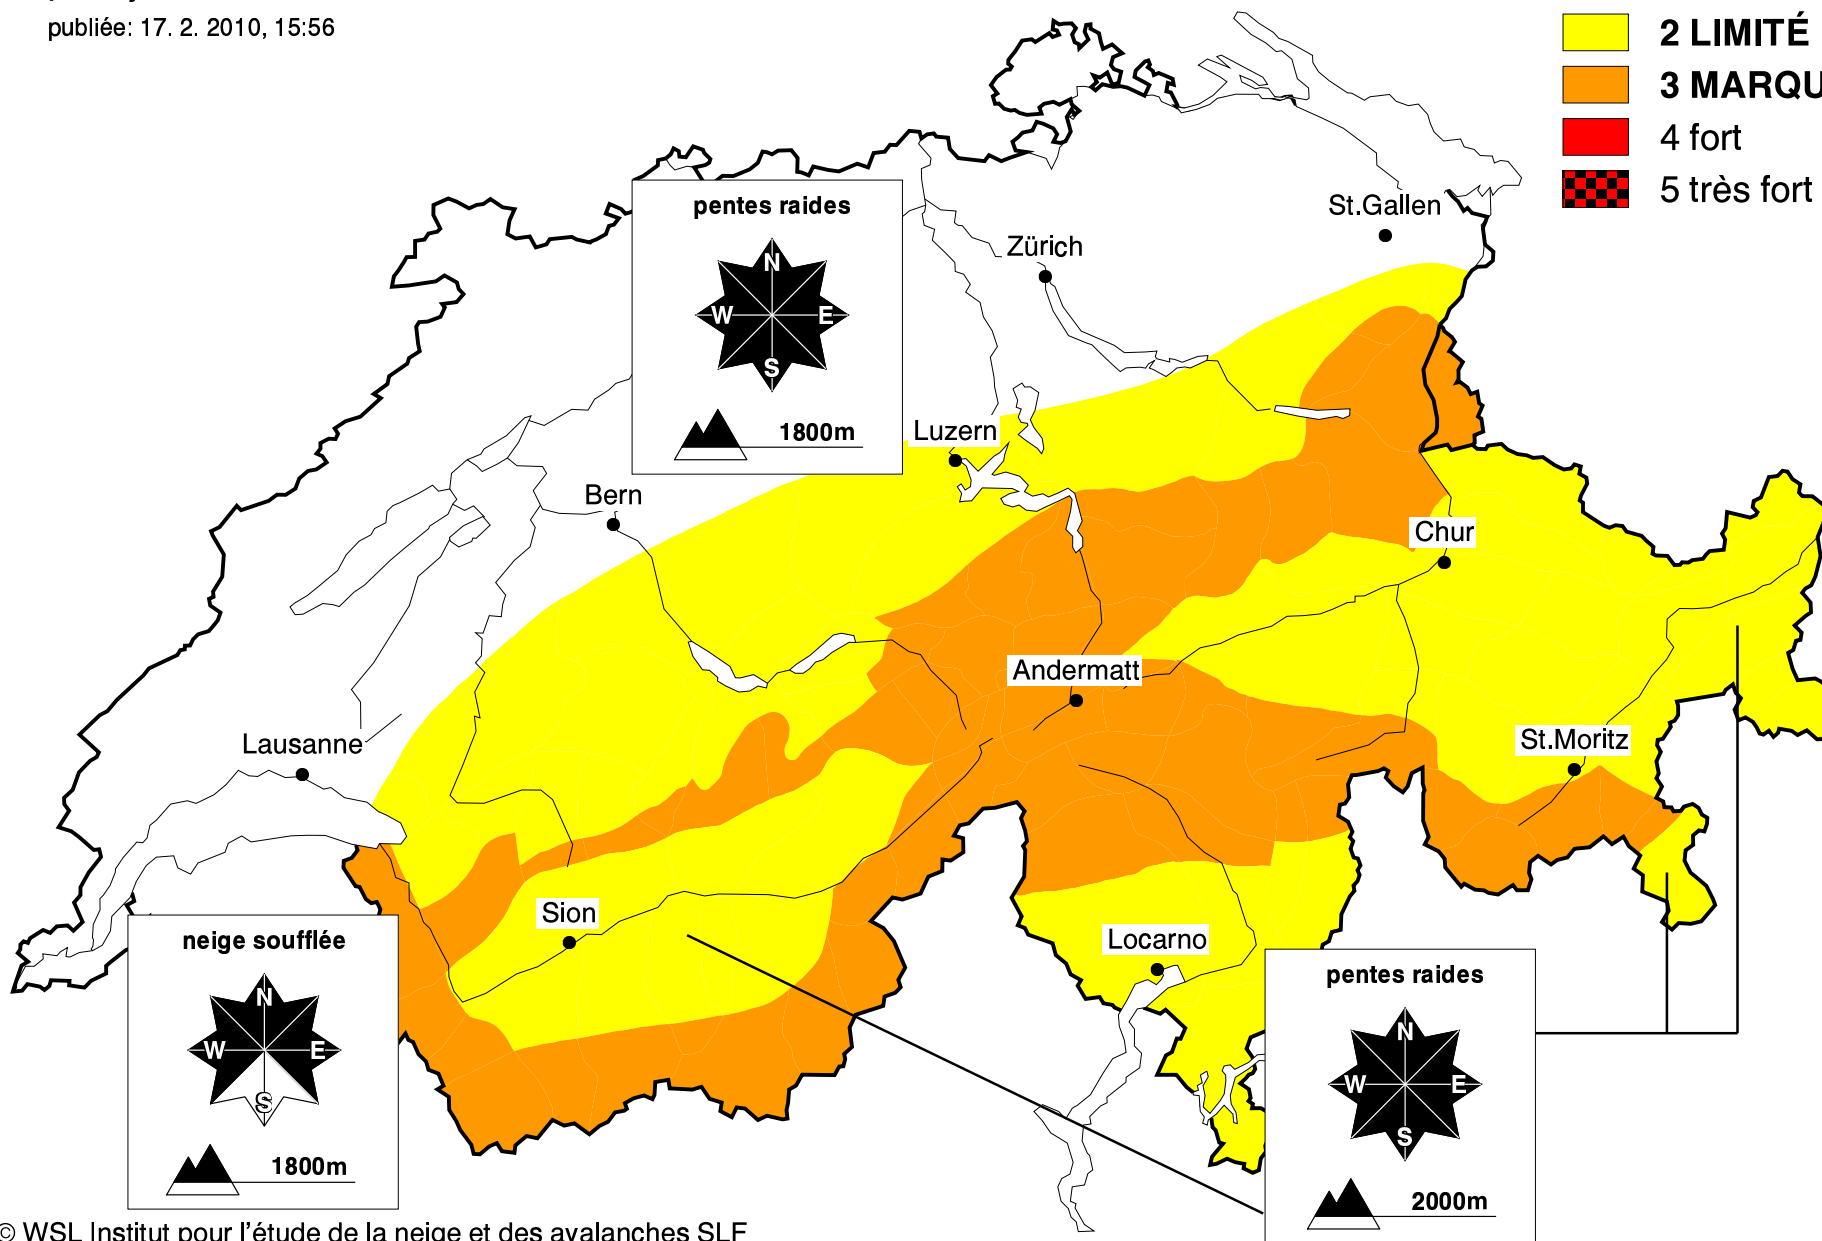 publiée: 17. 2. 2010, 15:56
2 LIMITÉ
3 MARQU
4 fort
5 très fort
pentes raides
N
W E
S
1800m
St.Gallen
Zürich
Luzern
Bern
Chur
Andermatt
St.Moritz
Lausanne
Sion
Locarno
neige soufflée
N
W E
S
1800m
pentes raides
N
W E
S
2000m
© WSL Institut pour l'étude de la neige et des avalanches SLF